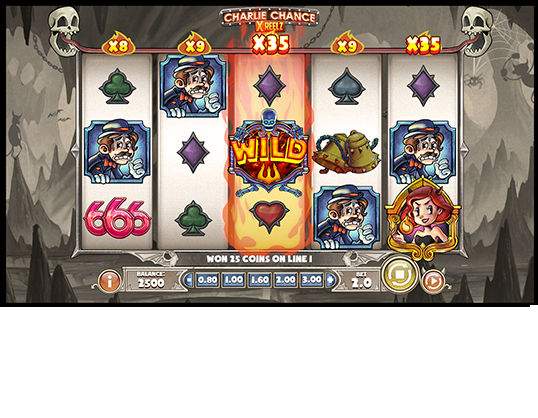 CHARLIE CHANCE
XREELZ
X8 X9 X35 X9 X35
WILD
666
WON 25 COINS ON LINE 1
BALANCE: BET
2500 0.80 1.00 1.60 2.00 3.00 2.0